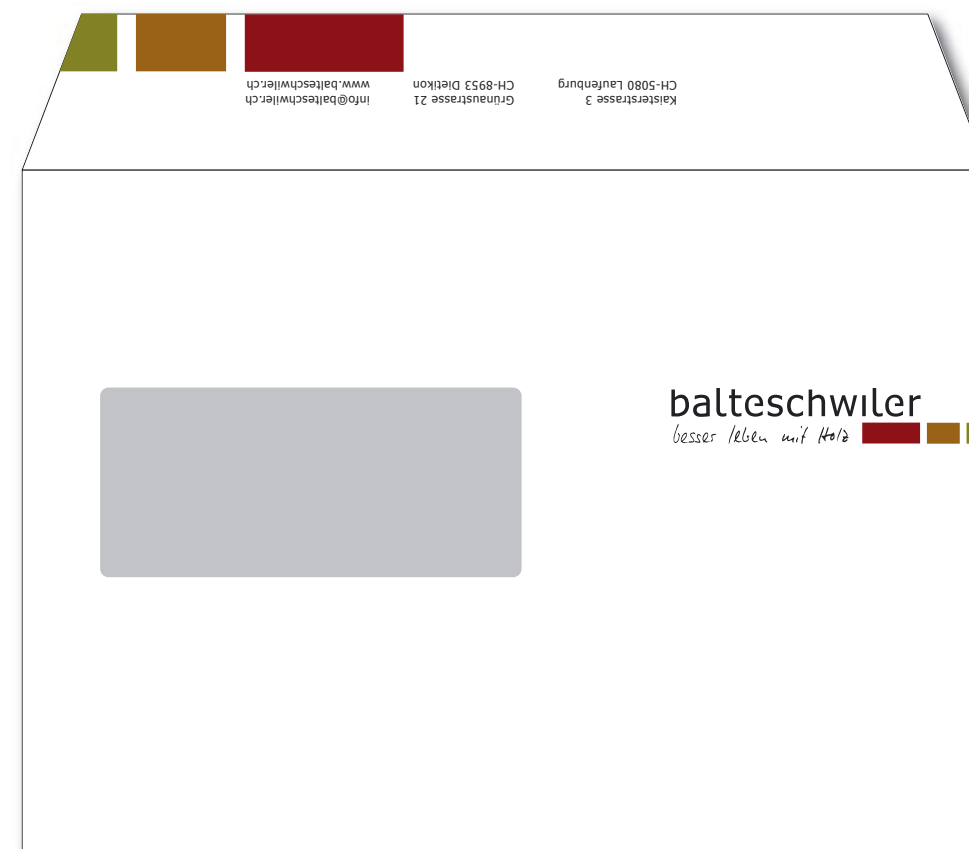 Kaisterstrasse 3
CH-5080 Laufenburg
Grünaustrasse 21
CH-8953 Dietikon
info@balteschwiler.ch
www.balteschwiler.ch
balteschwiler
besser leben mit Holz